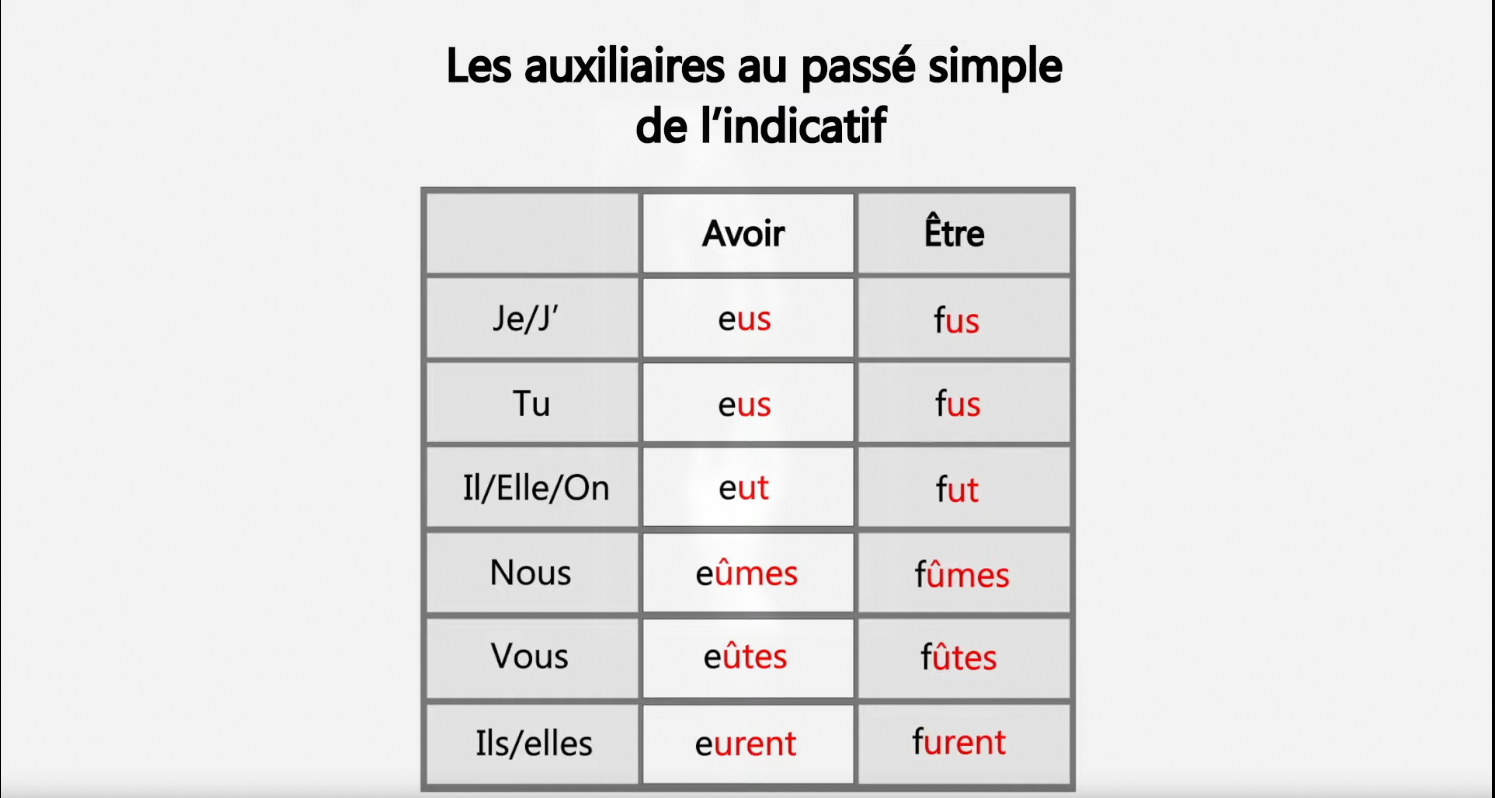 Les auxiliaires au passé simple
de l’indicatif
Avoir Être
Je/J’ eus fus
Tu eus fus
Il/Elle/On eut fut
Nous eûmes fûmes
Vous eûtes fûtes
Ils/elles eurent furent